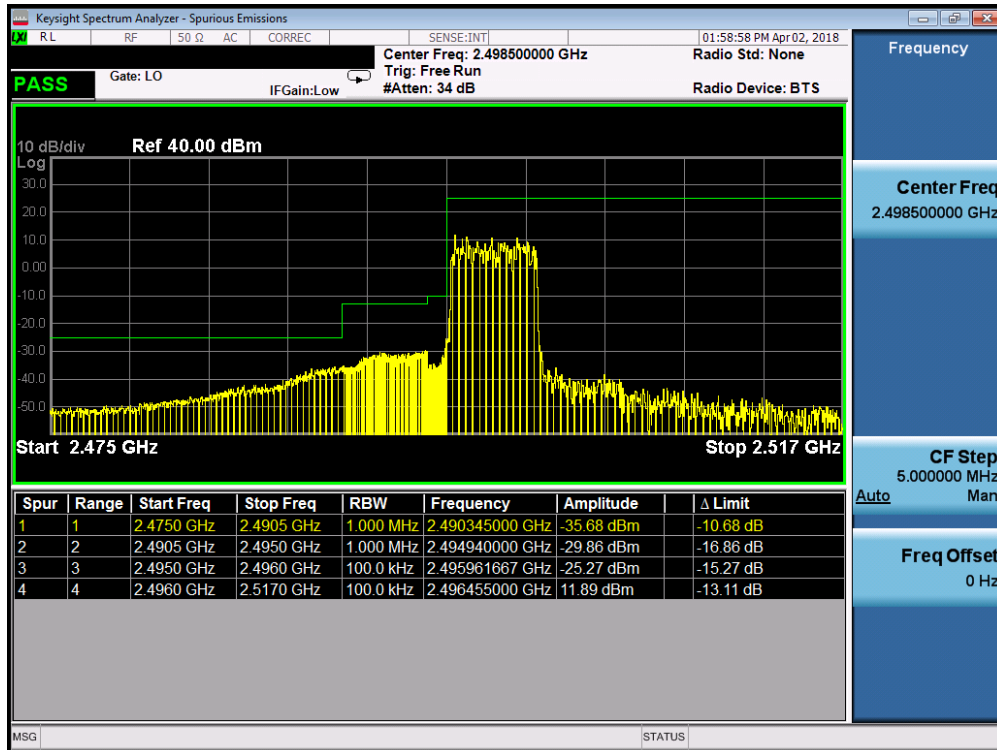 Keysight Spectrum Analyzer - Spurious Emissions
LXI RL RF 50 Ω AC CORREC SENSE:INT 01:58:58 PM Apr 02, 2018
Center Freq: 2.498500000 GHz Radio Std: None
PASS Gate: LO Trig: Free Run
IFGain:Low #Atten: 34 dB Radio Device: BTS
10 dB/div Ref 40.00 dBm
Log
30.0
20.0
10.0
0.00
-10.0
-20.0
-30.0
-40.0
-50.0
Start 2.475 GHz Stop 2.517 GHz
Spur Range Start Freq Stop Freq RBW Frequency Amplitude Δ Limit
1 1 2.4750 GHz 2.4905 GHz 1.000 MHz 2.490345000 GHz -35.68 dBm -10.68 dB
2 2 2.4905 GHz 2.4950 GHz 1.000 MHz 2.494940000 GHz -29.86 dBm -16.86 dB
3 3 2.4950 GHz 2.4960 GHz 100.0 kHz 2.495961667 GHz -25.27 dBm -15.27 dB
4 4 2.4960 GHz 2.5170 GHz 100.0 kHz 2.496455000 GHz 11.89 dBm -13.11 dB
MSG STATUS
Frequency
Center Freq
2.498500000 GHz
CF Step
5.000000 MHz
Auto Man
Freq Offset
0 Hz